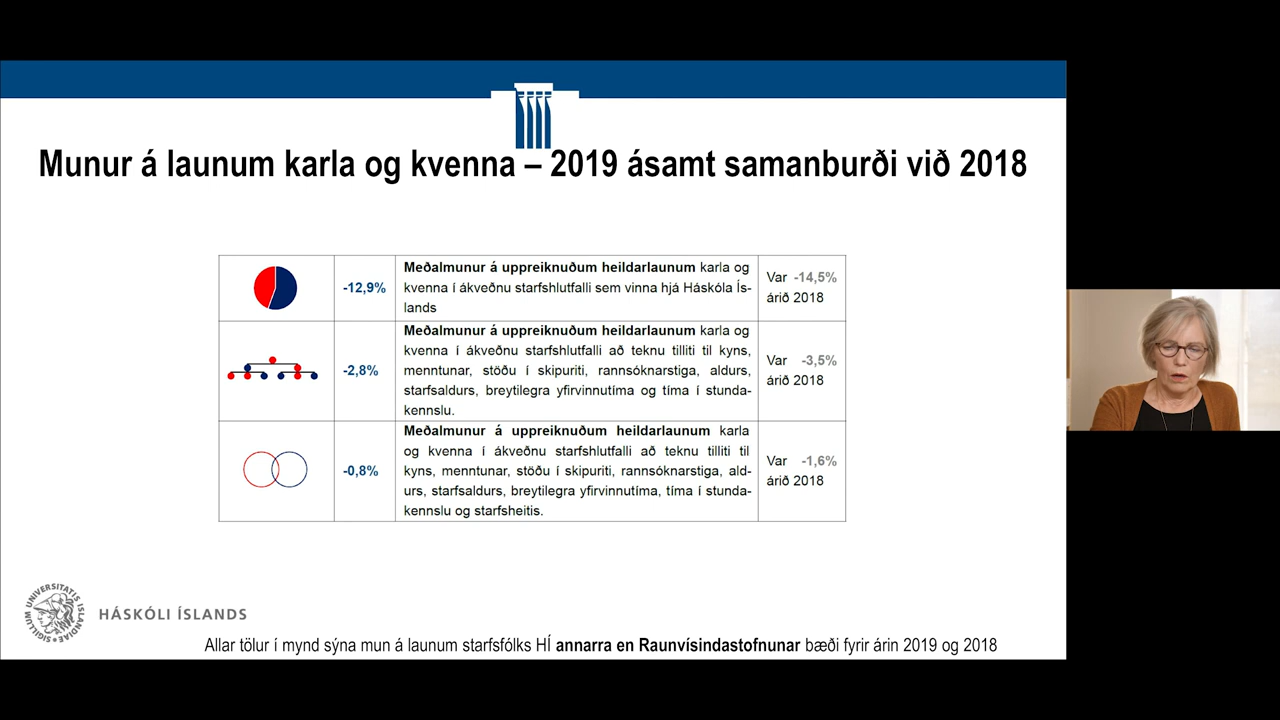 Munur á launum karla og kvenna – 2019 ásamt samanburði við 2018
-12,9%
Meðalmunur á uppreiknuðum heildarlaunum karla og
kvenna í ákveðnu starfshlutfalli sem vinna hjá Háskóla Ís-
lands
Var -14,5%
árið 2018
-2,8%
Meðalmunur á uppreiknuðum heildarlaunum karla og
kvenna í ákveðnu starfshlutfalli að teknu tilliti til kyns,
menntunar, stöðu í skipuriti, rannsóknarstiga, aldurs,
starfsaldurs, breytilegra yfirvinnutíma og tíma í stunda-
kennslu.
Var -3,5%
árið 2018
-0,8%
Meðalmunur á uppreiknuðum heildarlaunum karla
og kvenna í ákveðnu starfshlutfalli að teknu tilliti til
kyns, menntunar, stöðu í skipuriti, rannsóknarstiga, ald-
urs, starfsaldurs, breytilegra yfirvinnutíma, tíma í stunda-
kennslu og starfsheitis.
Var -1,6%
árið 2018
SIGILLUM UNIVERSITATIS ISLANDIAE
HÁSKÓLI ÍSLANDS
Allar tölur í mynd sýna mun á launum starfsfólks HÍ annarra en Raunvísindastofnunar bæði fyrir árin 2019 og 2018